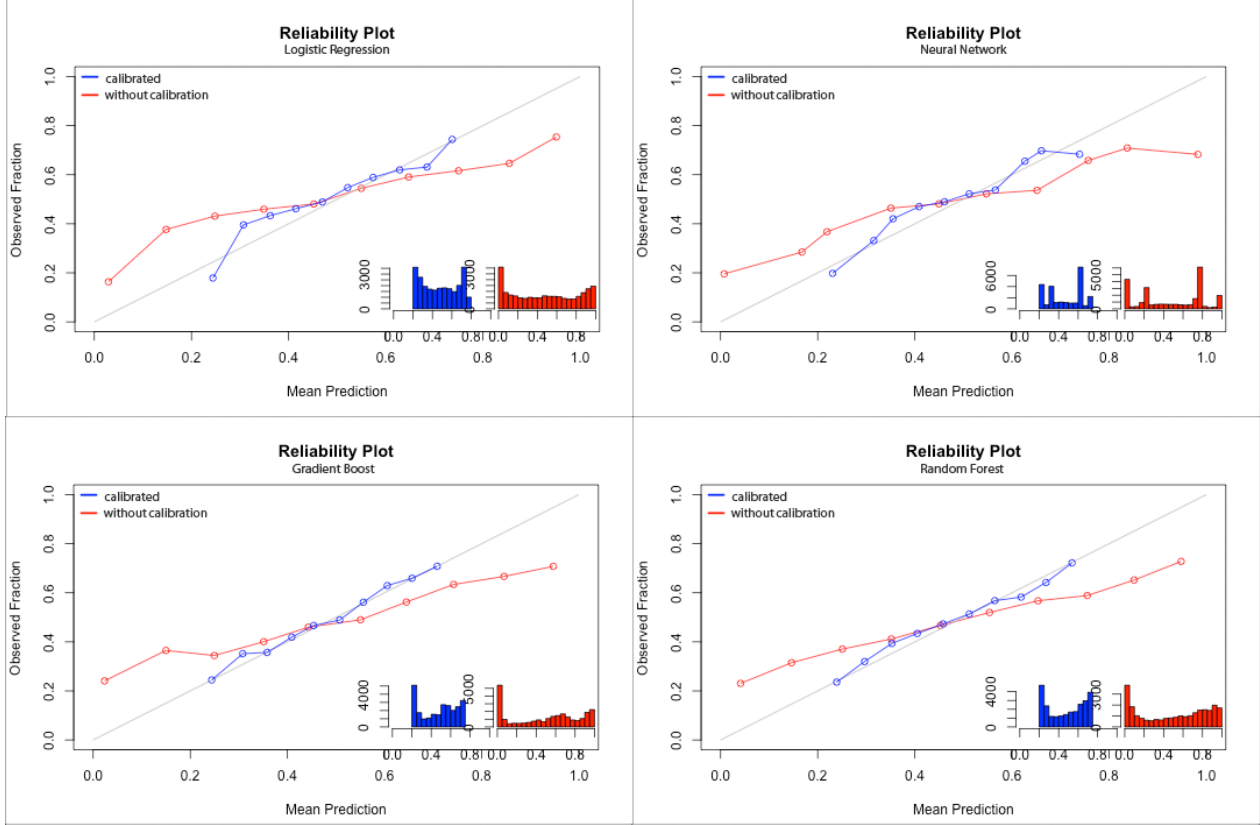 Reliability Plot
Logistic Regression
calibrated
without calibration
Observed Fraction
0.0 0.2 0.4 0.6 0.8 1.0
0 3000
0 3000
0.0 0.4 0.8
0.0 0.4 0.8
0.0 0.2 0.4 0.6 0.8 1.0
Mean Prediction
Reliability Plot
Neural Network
calibrated
without calibration
Observed Fraction
0.0 0.2 0.4 0.6 0.8 1.0
0 6000
0 5000
0.0 0.4 0.8
0.0 0.4 0.8
0.0 0.2 0.4 0.6 0.8 1.0
Mean Prediction
Reliability Plot
Gradient Boost
calibrated
without calibration
Observed Fraction
0.0 0.2 0.4 0.6 0.8 1.0
0 4000
0 5000
0.0 0.4 0.8
0.0 0.4 0.8
0.0 0.2 0.4 0.6 0.8 1.0
Mean Prediction
Reliability Plot
Random Forest
calibrated
without calibration
Observed Fraction
0.0 0.2 0.4 0.6 0.8 1.0
0 4000
0 3000
0.0 0.4 0.8
0.0 0.4 0.8
0.0 0.2 0.4 0.6 0.8 1.0
Mean Prediction